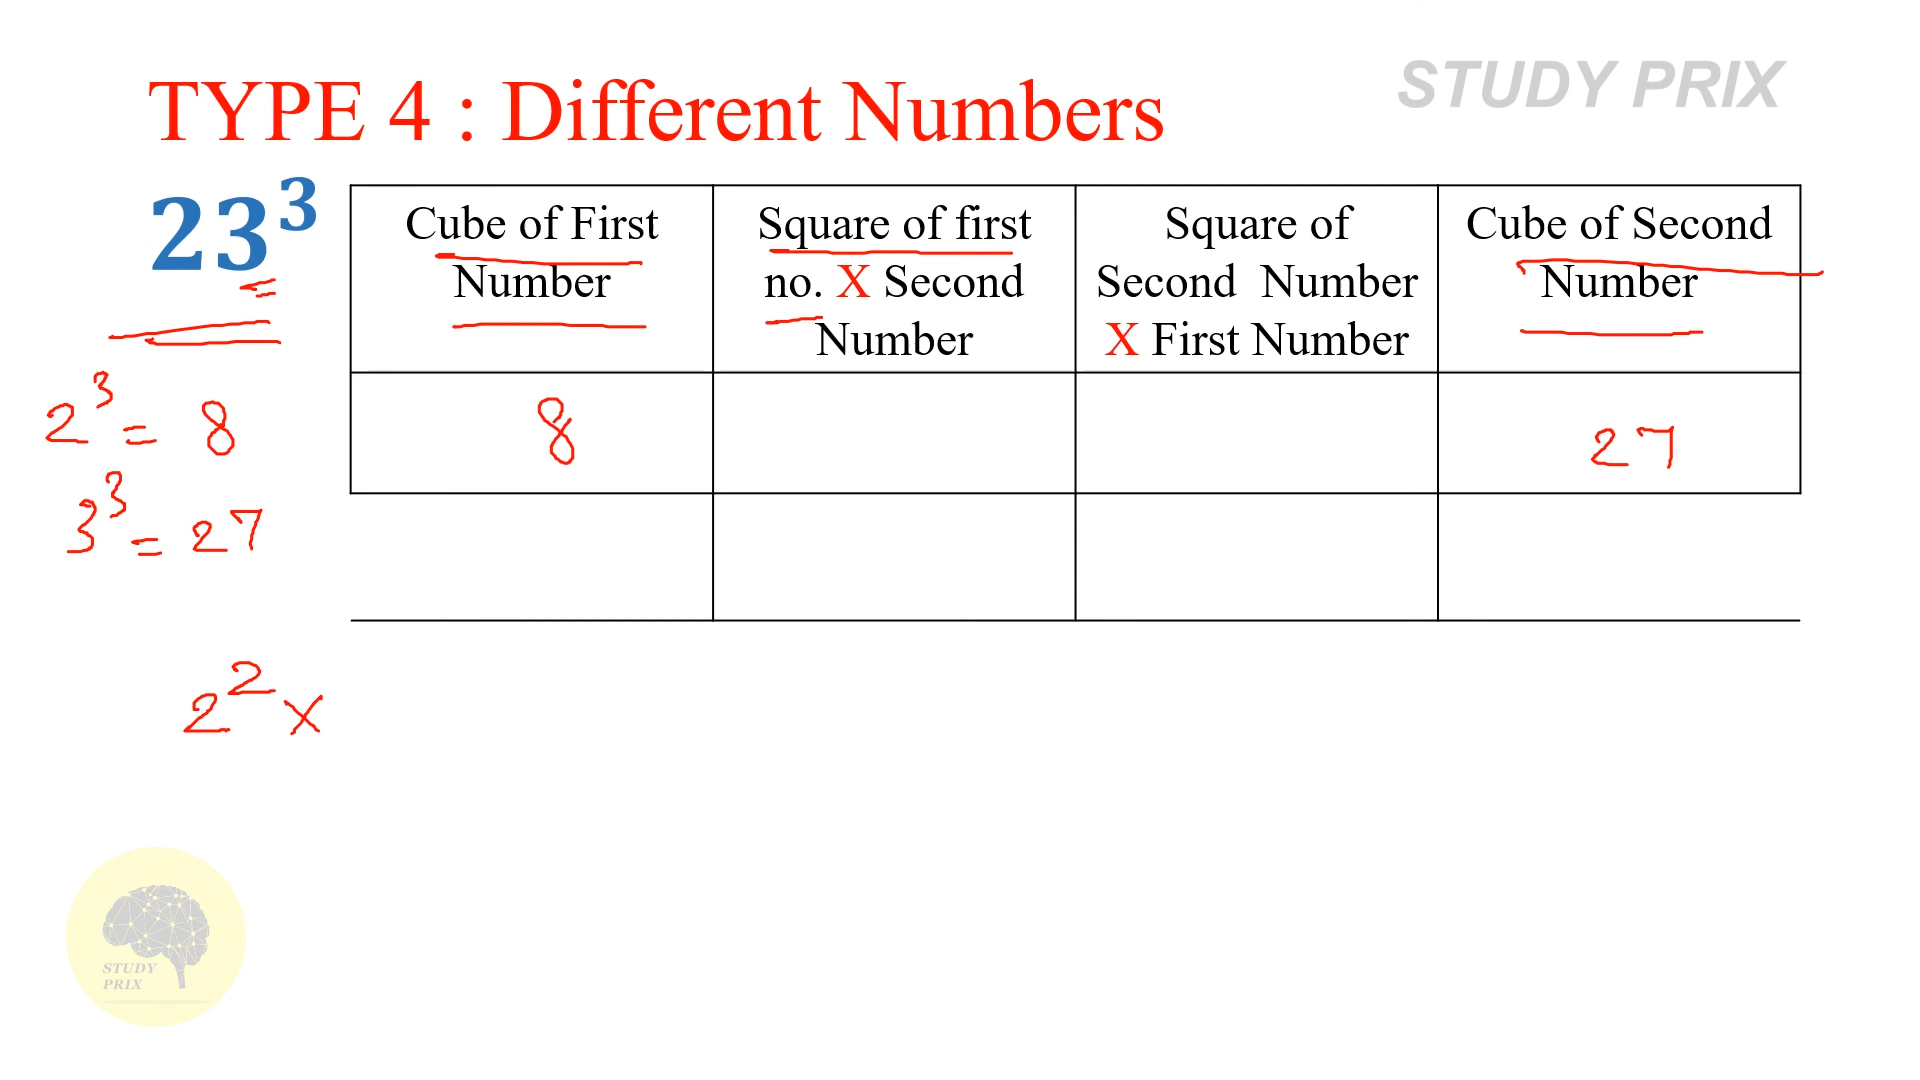 TYPE 4 : Different Numbers
STUDY PRIX
23³
Cube of First
Number
Square of first
no. X Second
Number
Square of
Second Number
X First Number
Cube of Second
Number
8
27
2³ = 8
3³ = 27
2² x
STUDY
PRIX